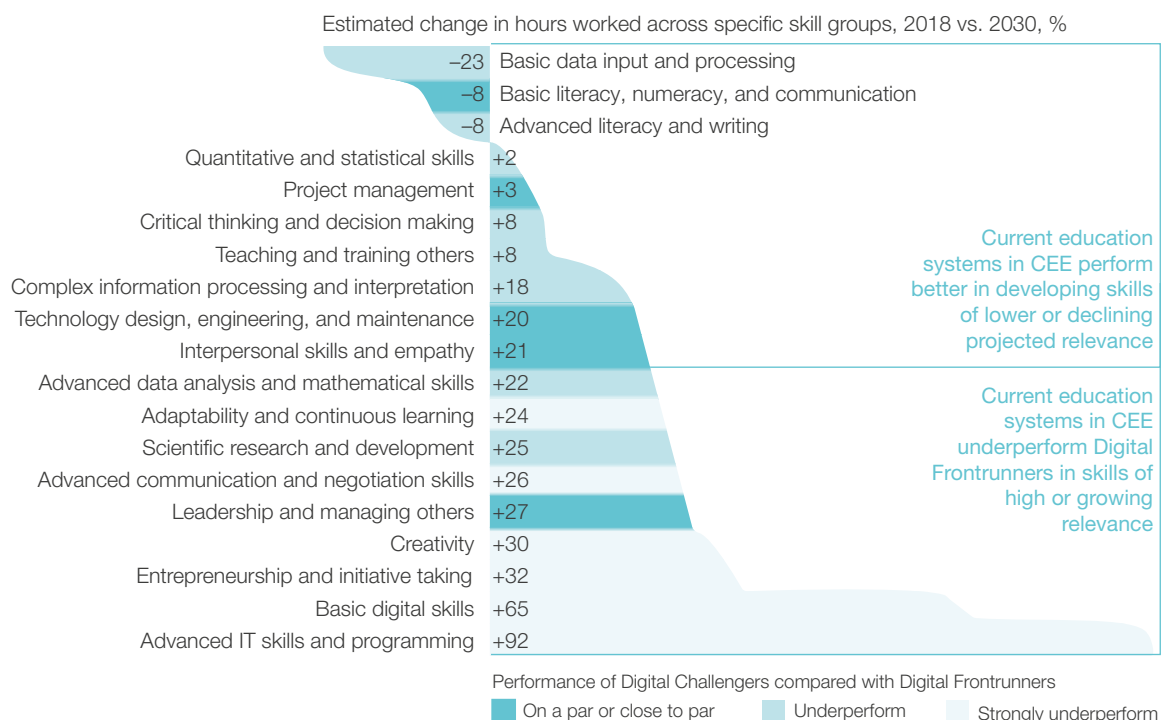 Estimated change in hours worked across specific skill groups, 2018 vs. 2030, %
–23 Basic data input and processing
–8 Basic literacy, numeracy, and communication
–8 Advanced literacy and writing
Quantitative and statistical skills +2
Project management +3
Critical thinking and decision making +8
Teaching and training others +8
Complex information processing and interpretation +18
Technology design, engineering, and maintenance +20
Interpersonal skills and empathy +21
Advanced data analysis and mathematical skills +22
Adaptability and continuous learning +24
Scientific research and development +25
Advanced communication and negotiation skills +26
Leadership and managing others +27
Creativity +30
Entrepreneurship and initiative taking +32
Basic digital skills +65
Advanced IT skills and programming +92
Current education
systems in CEE perform
better in developing skills
of lower or declining
projected relevance
Current education
systems in CEE
underperform Digital
Frontrunners in skills of
high or growing
relevance
Performance of Digital Challengers compared with Digital Frontrunners
On a par or close to par Underperform Strongly underperform